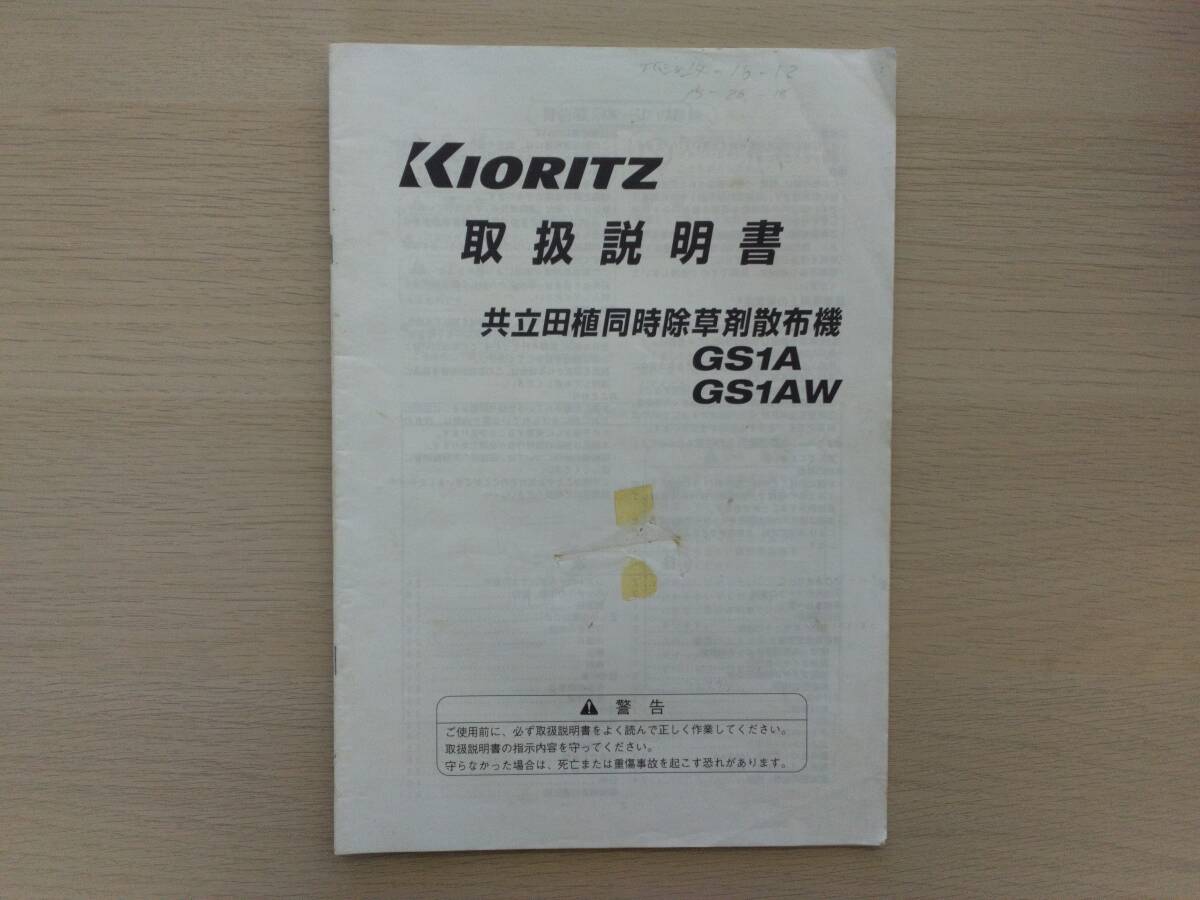 KIORITZ
取扱説明書
共立田植同時除草剤散布機
GS1A
GS1AW
警告
ご使用前に、必ず取扱説明書をよく読んで正しく作業してください。
取扱説明書の指示内容を守ってください。
守らなかった場合は、死亡または重傷事故を起こす恐れがあります。